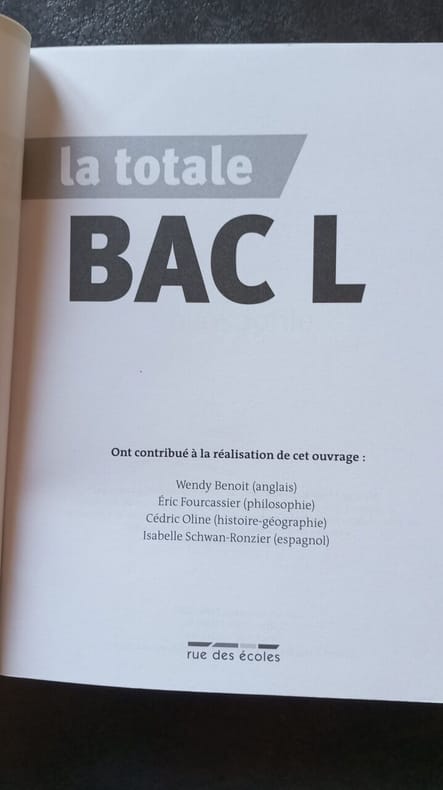 la totale
BAC L
Ont contribué à la réalisation de cet ouvrage :
Wendy Benoit (anglais)
Éric Fourcassier (philosophie)
Cédric Oline (histoire-géographie)
Isabelle Schwan-Ronzier (espagnol)
rue des écoles